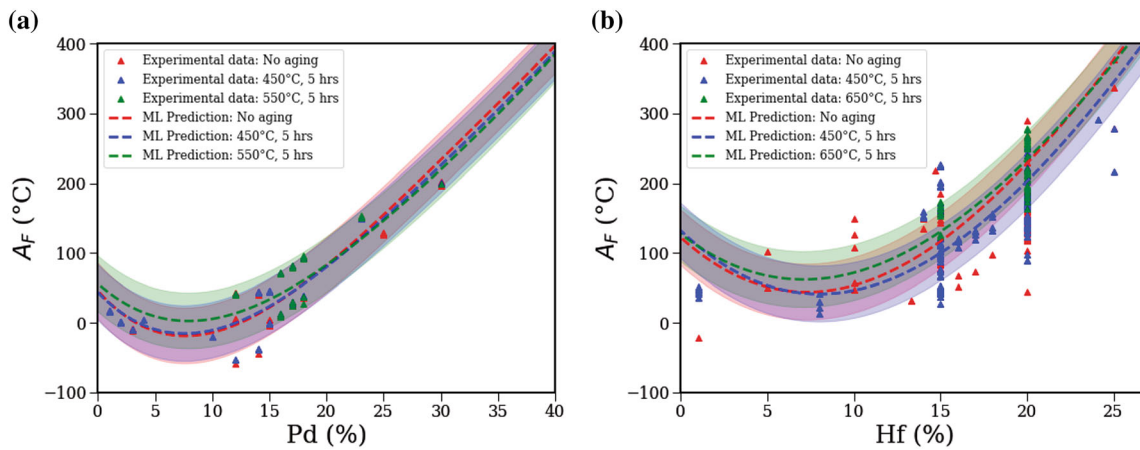 (a)
400
300
200
100
0
−100
A_F (°C)
Experimental data: No aging
Experimental data: 450°C, 5 hrs
Experimental data: 550°C, 5 hrs
ML Prediction: No aging
ML Prediction: 450°C, 5 hrs
ML Prediction: 550°C, 5 hrs
0 5 10 15 20 25 30 35 40
Pd (%)
(b)
400
300
200
100
0
−100
A_F (°C)
Experimental data: No aging
Experimental data: 450°C, 5 hrs
Experimental data: 650°C, 5 hrs
ML Prediction: No aging
ML Prediction: 450°C, 5 hrs
ML Prediction: 650°C, 5 hrs
0 5 10 15 20 25
Hf (%)